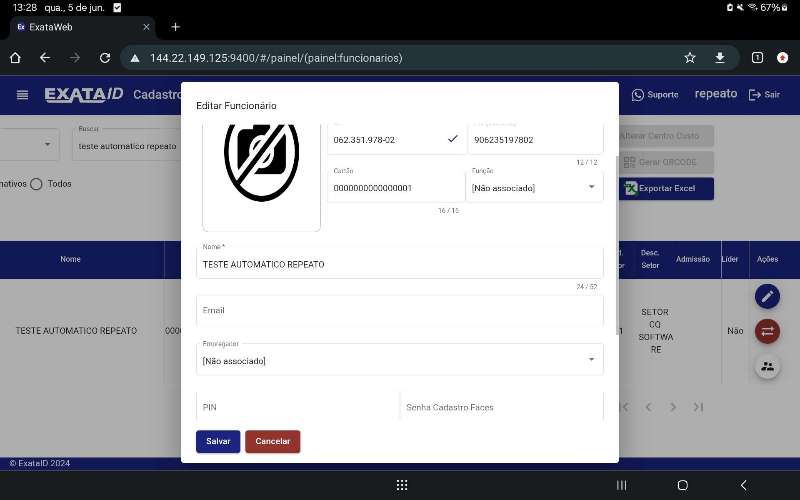 13:28 qua., 5 de jun. 67%
ExataWeb
144.22.149.125:9400/#/painel/(painel:funcionarios)
1
EXATAID Cadastro
Suporte
repeato
Sair
Buscar
teste automatico repeato
Alterar Centro Custo
nativos Todos
Gerar QRCODE
Exportar Excel
Nome
Desc. Setor
Admissão
Líder
Ações
TESTE AUTOMATICO REPEATO
000
1
SETOR CQ SOFTWARE
Não
Editar Funcionário
062.351.978-02
906235197802
12 / 12
Cartão
0000000000000001
16 / 16
Função
[Não associado]
Nome *
TESTE AUTOMATICO REPEATO
24 / 52
Email
Empregador
[Não associado]
PIN
Senha Cadastro Faces
Salvar
Cancelar
© ExataID 2024